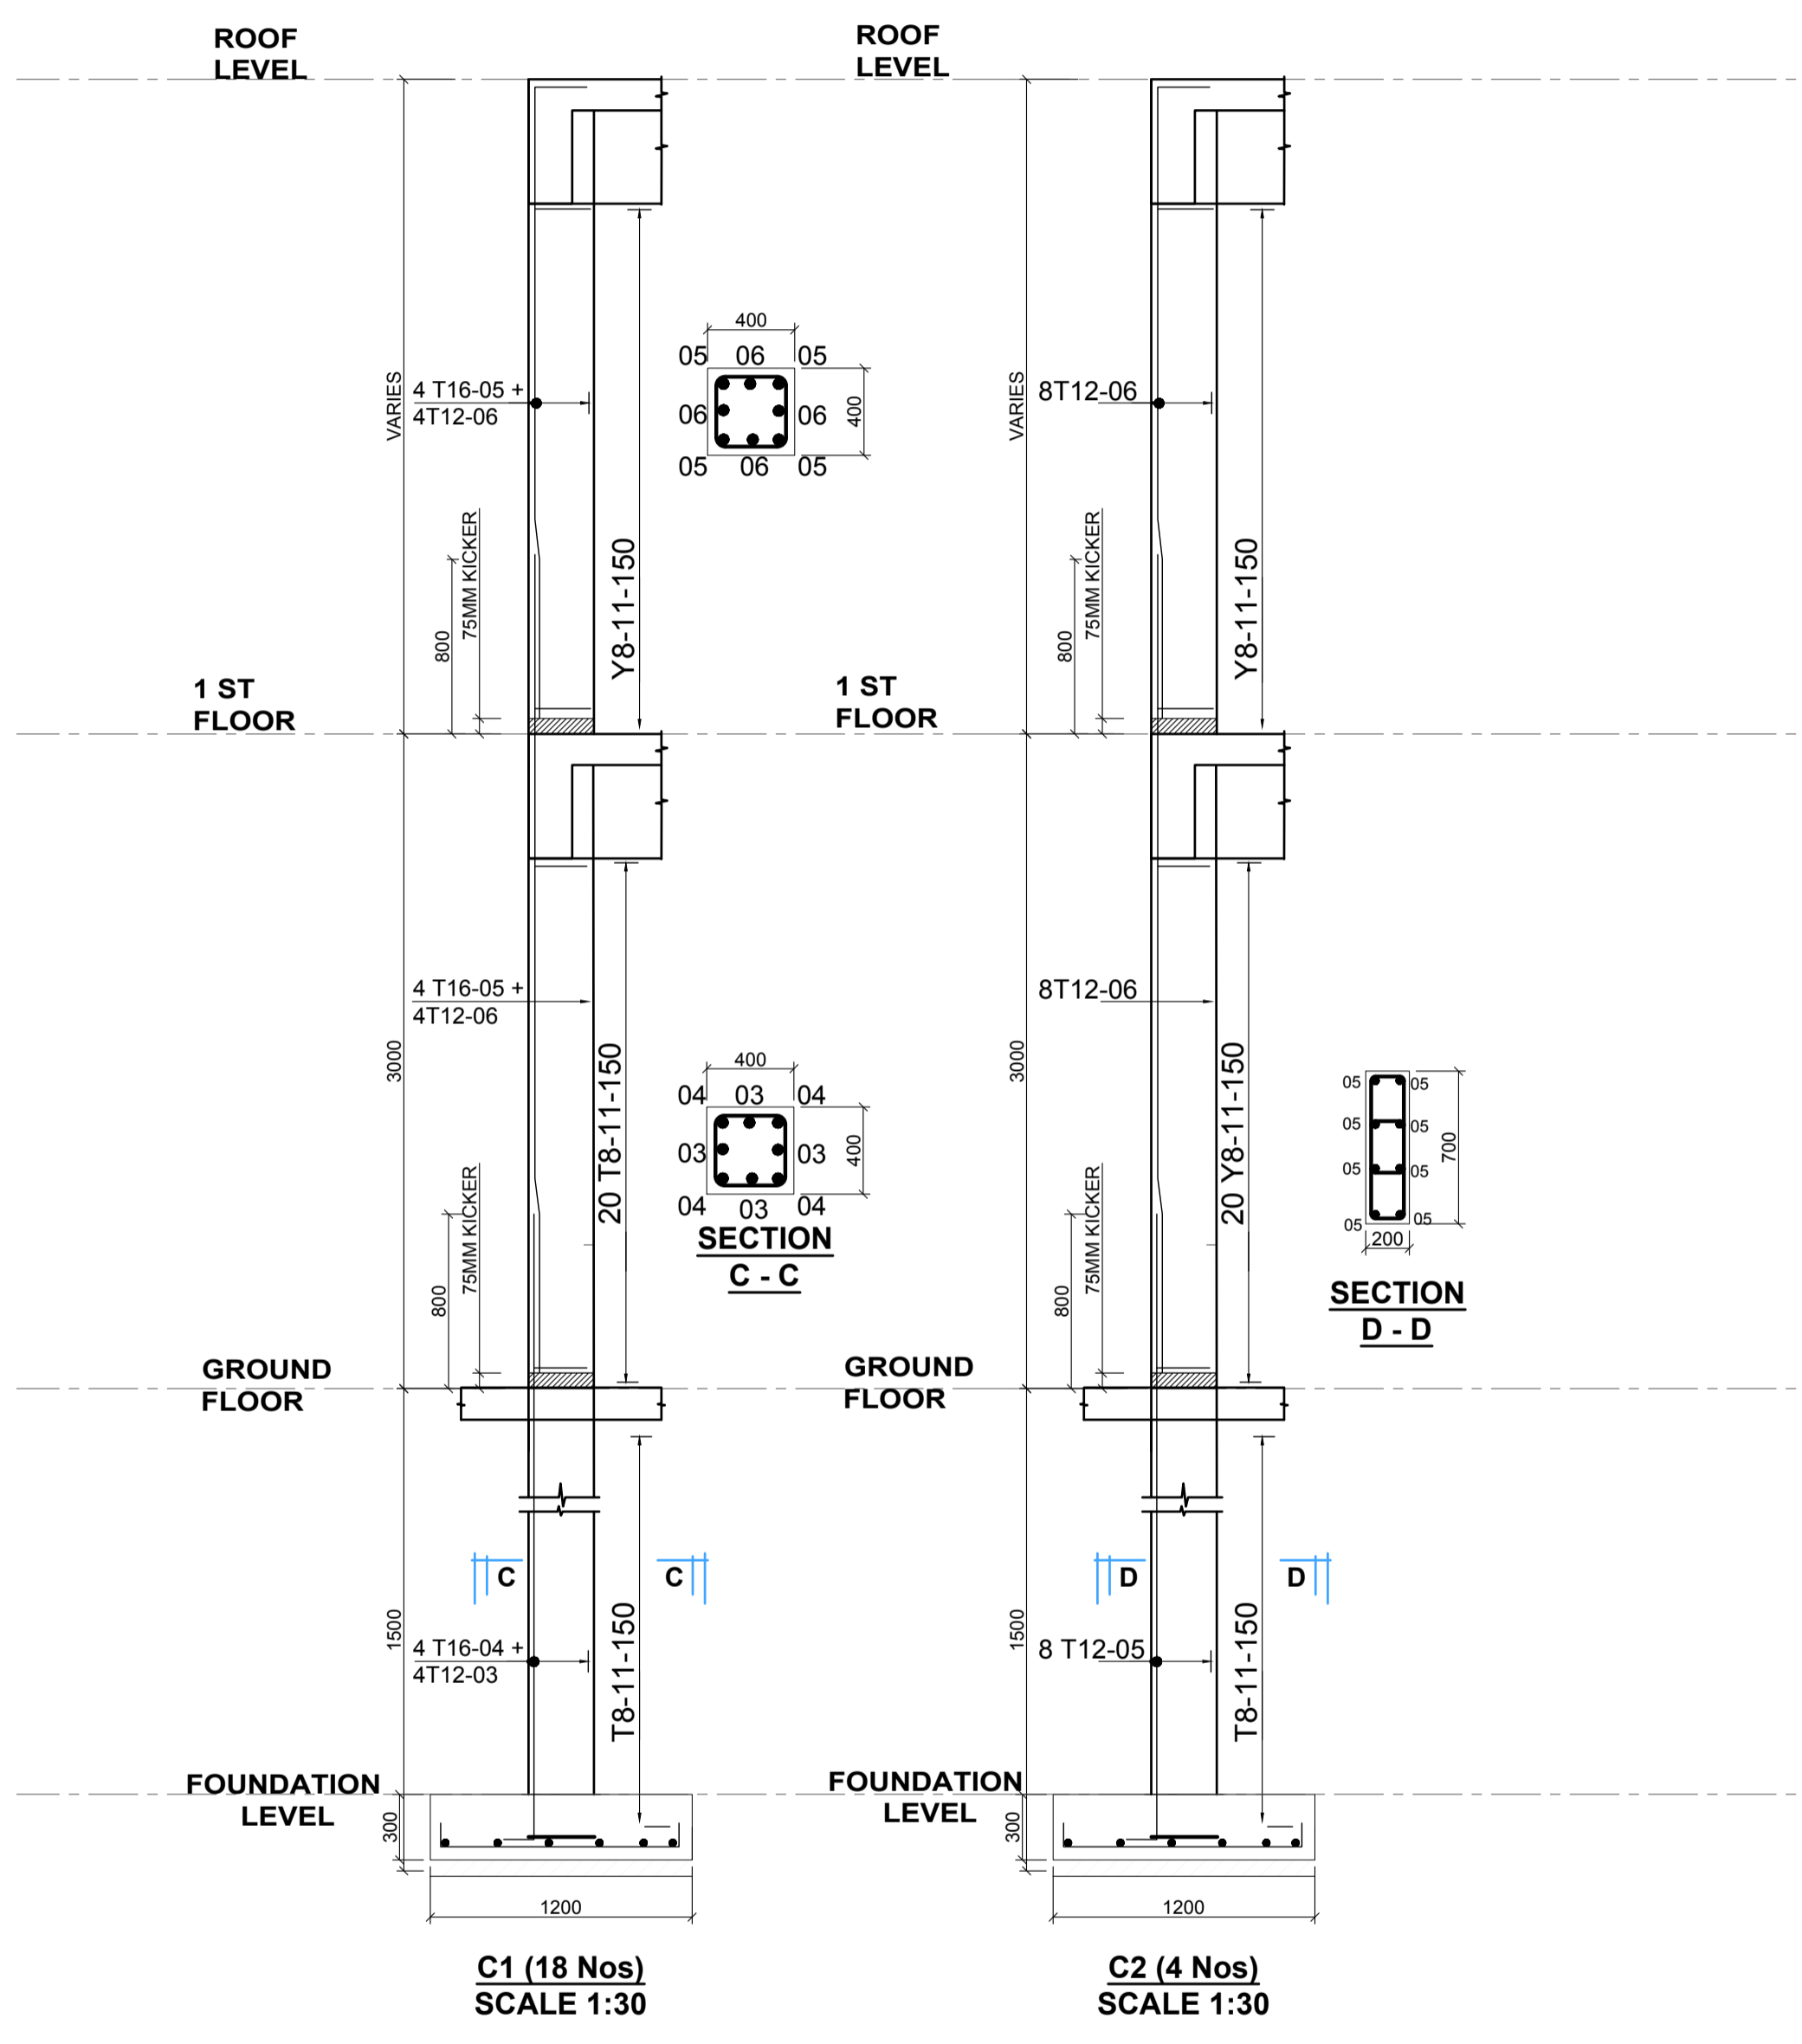 ROOF
LEVEL
ROOF
LEVEL
400
05 06 05
06 06
400
05 06 05
4 T16-05 +
4T12-06
VARIES
75MM KICKER
800
Y8-11-150
8T12-06
VARIES
75MM KICKER
800
Y8-11-150
1 ST
FLOOR
1 ST
FLOOR
4 T16-05 +
4T12-06
3000
20 T8-11-150
75MM KICKER
800
400
04 03 04
03 03
400
04 03 04
SECTION
C - C
8T12-06
3000
20 Y8-11-150
75MM KICKER
800
05 05
05 05
05 05
05 05
700
200
SECTION
D - D
GROUND
FLOOR
GROUND
FLOOR
C C
D D
1500
4 T16-04 +
4T12-03
T8-11-150
1500
8 T12-05
T8-11-150
FOUNDATION
LEVEL
FOUNDATION
LEVEL
300
300
1200
1200
C1 (18 Nos)
SCALE 1:30
C2 (4 Nos)
SCALE 1:30